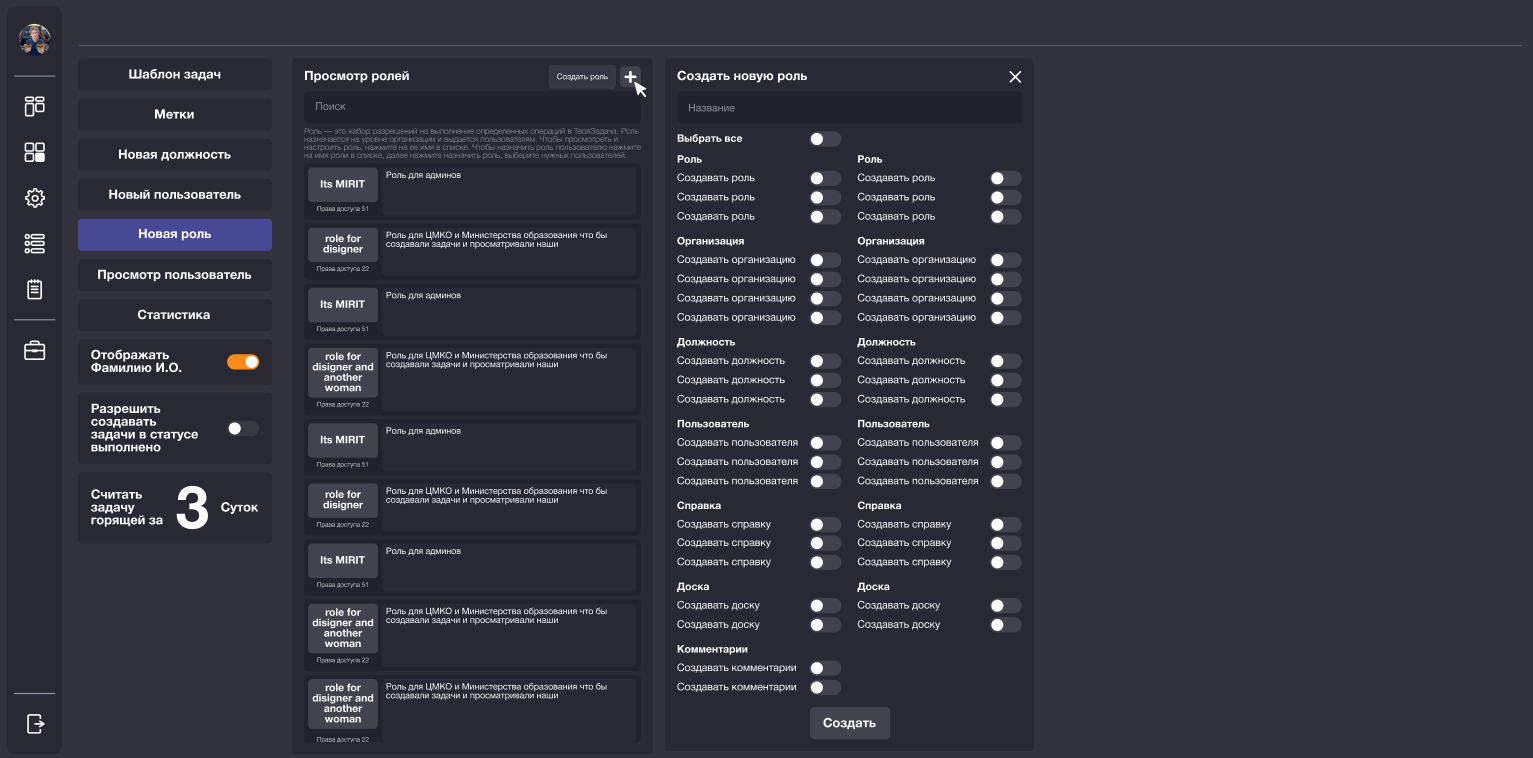 Шаблон задач
Метки
Новая должность
Новый пользователь
Новая роль
Просмотр пользователь
Статистика
Отображать
Фамилию И.О.
Разрешить
создавать
задачи в статусе
выполнено
Считать
задачу
горящей за
3
Суток
Просмотр ролей
Создать роль
Поиск
Роль — это набор разрешений на выполнение определенных операций в ТвояЗадача. Роль
назначается на уровне организации и выдается пользователям. Чтобы просмотреть и
настроить роль, нажмите на ее имя в списке. Чтобы назначить роль пользователю нажмите
на имя роли в списке, далее нажмите назначить роль, выберите нужных пользователей.
Its MIRIT
Права доступа 51
Роль для админов
role for
disigner
Права доступа 22
Роль для ЦМКО и Министерства образования что бы
создавали задачи и просматривали наши
Its MIRIT
Права доступа 51
Роль для админов
role for
disigner and
another
woman
Права доступа 22
Роль для ЦМКО и Министерства образования что бы
создавали задачи и просматривали наши
Its MIRIT
Права доступа 51
Роль для админов
role for
disigner
Права доступа 22
Роль для ЦМКО и Министерства образования что бы
создавали задачи и просматривали наши
Its MIRIT
Права доступа 51
Роль для админов
role for
disigner and
another
woman
Права доступа 22
Роль для ЦМКО и Министерства образования что бы
создавали задачи и просматривали наши
role for
disigner and
another
woman
Права доступа 22
Роль для ЦМКО и Министерства образования что бы
создавали задачи и просматривали наши
Создать новую роль
Название
Выбрать все
Роль Роль
Создавать роль Создавать роль
Создавать роль Создавать роль
Создавать роль Создавать роль
Организация Организация
Создавать организацию Создавать организацию
Создавать организацию Создавать организацию
Создавать организацию Создавать организацию
Создавать организацию Создавать организацию
Должность Должность
Создавать должность Создавать должность
Создавать должность Создавать должность
Создавать должность Создавать должность
Пользователь Пользователь
Создавать пользователя Создавать пользователя
Создавать пользователя Создавать пользователя
Создавать пользователя Создавать пользователя
Справка Справка
Создавать справку Создавать справку
Создавать справку Создавать справку
Создавать справку Создавать справку
Доска Доска
Создавать доску Создавать доску
Создавать доску Создавать доску
Комментарии
Создавать комментарии
Создавать комментарии
Создать